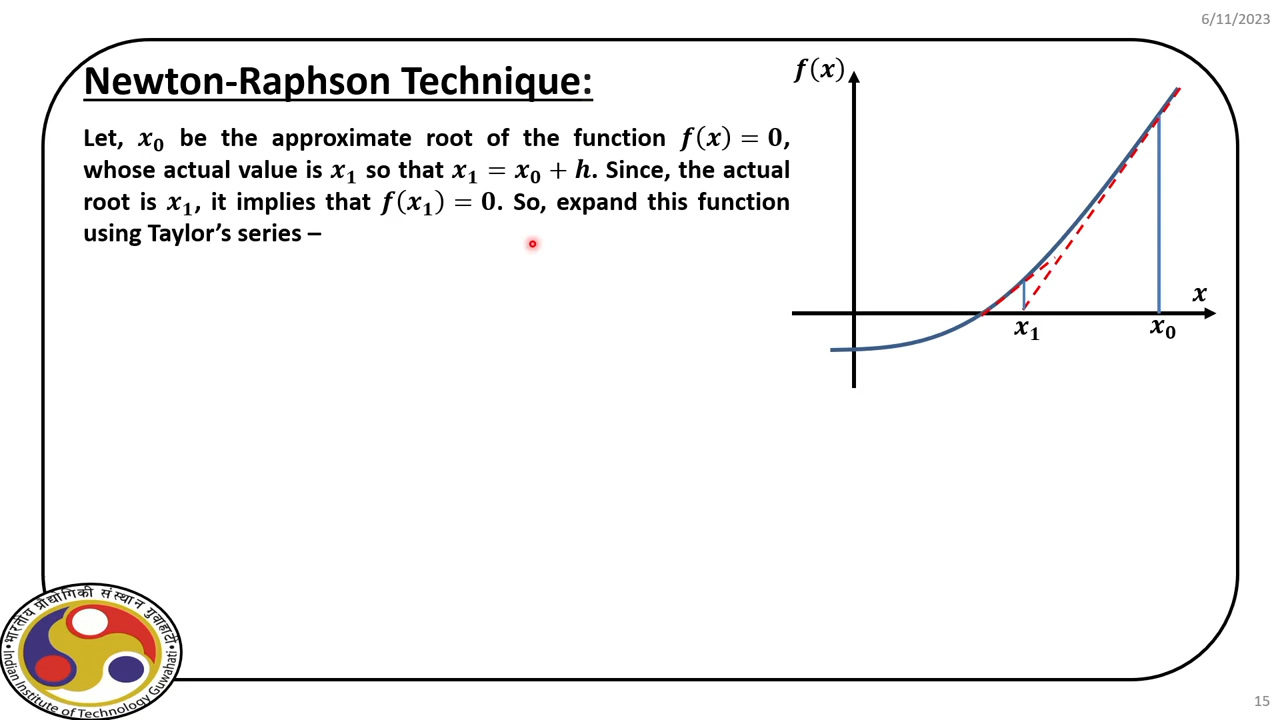 6/11/2023
Newton-Raphson Technique:
Let, x₀ be the approximate root of the function f(x) = 0,
whose actual value is x₁ so that x₁ = x₀ + h. Since, the actual
root is x₁, it implies that f(x₁) = 0. So, expand this function
using Taylor's series –
f(x)
x
x₁
x₀
भारतीय प्रौद्योगिकी संस्थान गुवाहाटी
Indian Institute of Technology Guwahati
15